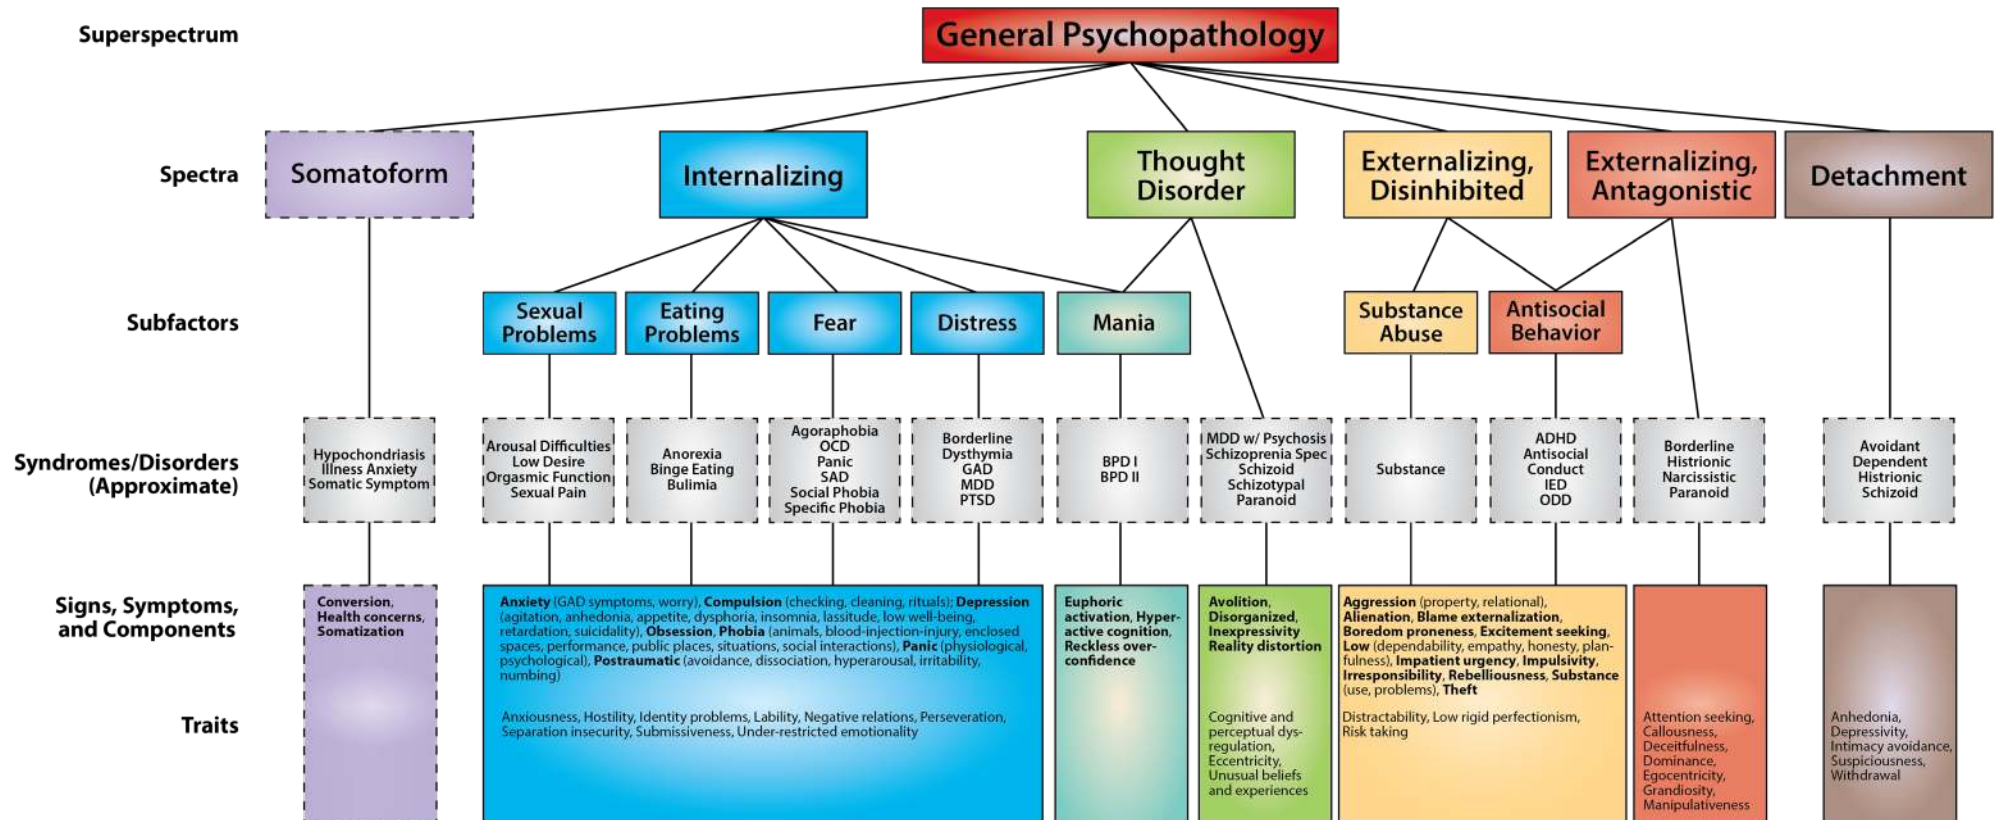 Superspectrum
General Psychopathology
Spectra
Somatoform
Internalizing
Thought
Disorder
Externalizing,
Disinhibited
Externalizing,
Antagonistic
Detachment
Subfactors
Sexual
Problems
Eating
Problems
Fear
Distress
Mania
Substance
Abuse
Antisocial
Behavior
Syndromes/Disorders
(Approximate)
Hypochondriasis
Illness Anxiety
Somatic Symptom
Arousal Difficulties
Low Desire
Orgasmic Function
Sexual Pain
Anorexia
Binge Eating
Bulimia
Agoraphobia
OCD
Panic
SAD
Social Phobia
Specific Phobia
Borderline
Dysthymia
GAD
MDD
PTSD
BPD I
BPD II
MDD w/ Psychosis
Schizoprenia Spec
Schizoid
Schizotypal
Paranoid
Substance
ADHD
Antisocial
Conduct
IED
ODD
Borderline
Histrionic
Narcissistic
Paranoid
Avoidant
Dependent
Histrionic
Schizoid
Signs, Symptoms,
and Components
Conversion,
Health concerns,
Somatization
Anxiety (GAD symptoms, worry), Compulsion (checking, cleaning, rituals); Depression
(agitation, anhedonia, appetite, dysphoria, insomnia, lassitude, low well-being,
retardation, suicidality), Obsession, Phobia (animals, blood-injection-injury, enclosed
spaces, performance, public places, situations, social interactions), Panic (physiological,
psychological), Postraumatic (avoidance, dissociation, hyperarousal, irritability,
numbing)
Euphoric
activation, Hyper-
active cognition,
Reckless over-
confidence
Avolition,
Disorganized,
Inexpressivity
Reality distortion
Aggression (property, relational),
Alienation, Blame externalization,
Boredom proneness, Excitement seeking,
Low (dependability, empathy, honesty, plan-
fulness), Impatient urgency, Impulsivity,
Irresponsibility, Rebelliousness, Substance
(use, problems), Theft
Traits
Anxiousness, Hostility, Identity problems, Lability, Negative relations, Perseveration,
Separation insecurity, Submissiveness, Under-restricted emotionality
Cognitive and
perceptual dys-
regulation,
Eccentricity,
Unusual beliefs
and experiences
Distractability, Low rigid perfectionism,
Risk taking
Attention seeking,
Callousness,
Deceitfulness,
Dominance,
Egocentricity,
Grandiosity,
Manipulativeness
Anhedonia,
Depressivity,
Intimacy avoidance,
Suspiciousness,
Withdrawal